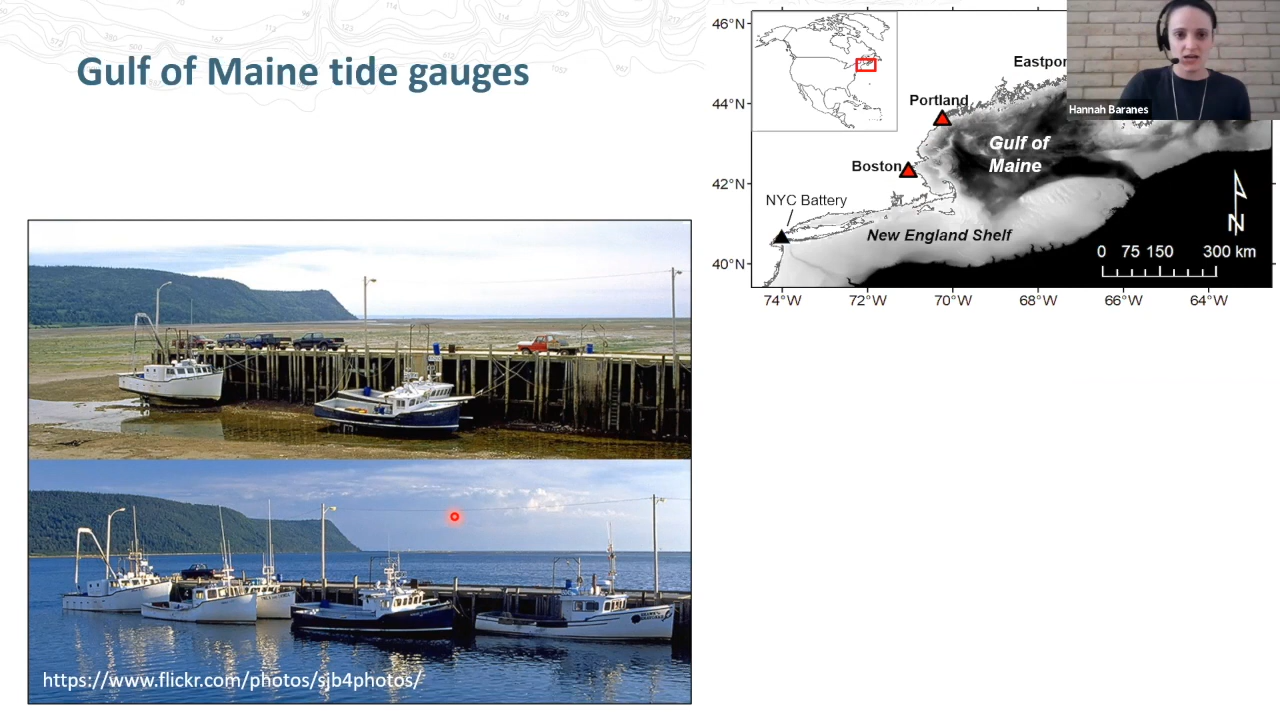 Gulf of Maine tide gauges
46°N
44°N
42°N
40°N
74°W
72°W
70°W
68°W
66°W
64°W
Eastpor
Portland
Gulf of
Maine
Boston
NYC Battery
New England Shelf
N
0 75 150 300 km
Hannah Baranes
https://www.flickr.com/photos/sjb4photos/